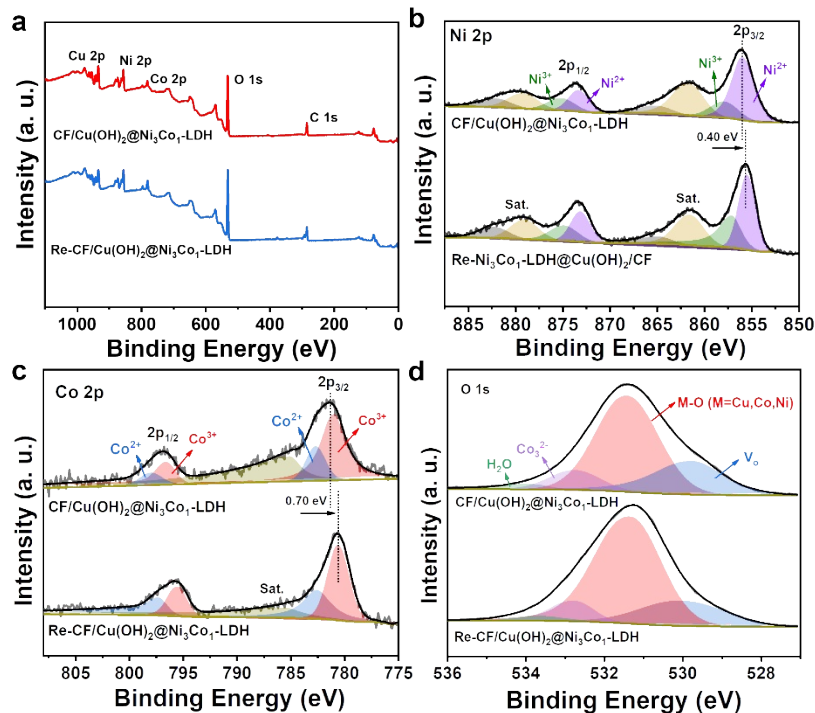 a
Cu 2p
Ni 2p
Co 2p
O 1s
C 1s
CF/Cu(OH)₂@Ni₃Co₁-LDH
Re-CF/Cu(OH)₂@Ni₃Co₁-LDH
Intensity (a. u.)
1000 800 600 400 200 0
Binding Energy (eV)
b
Ni 2p
2p₃/₂
Ni³⁺
2p₁/₂
Ni²⁺
Ni³⁺
Ni²⁺
CF/Cu(OH)₂@Ni₃Co₁-LDH
0.40 eV
Sat.
Sat.
Re-Ni₃Co₁-LDH@Cu(OH)₂/CF
Intensity (a. u.)
885 880 875 870 865 860 855 850
Binding Energy (eV)
c
Co 2p
2p₃/₂
Co²⁺
Co³⁺
2p₁/₂
Co²⁺
Co³⁺
CF/Cu(OH)₂@Ni₃Co₁-LDH
0.70 eV
Sat.
Re-CF/Cu(OH)₂@Ni₃Co₁-LDH
Intensity (a. u.)
805 800 795 790 785 780 775
Binding Energy (eV)
d
O 1s
M-O (M=Cu,Co,Ni)
Co₃²⁻
H₂O
Vₒ
CF/Cu(OH)₂@Ni₃Co₁-LDH
Re-CF/Cu(OH)₂@Ni₃Co₁-LDH
Intensity (a. u.)
536 534 532 530 528
Binding Energy (eV)